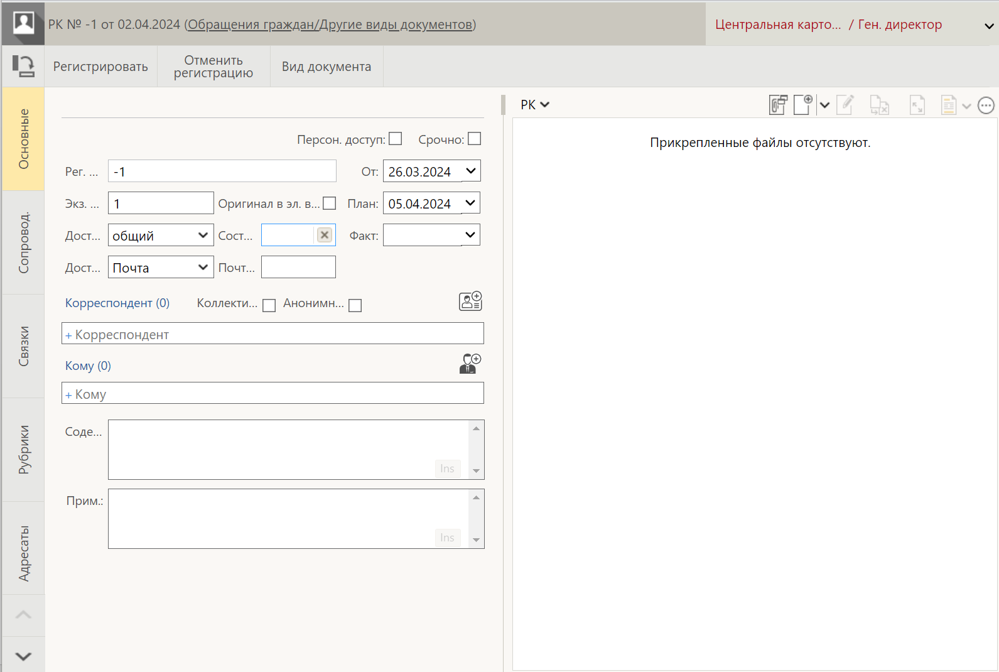 РК № -1 от 02.04.2024 (Обращения граждан/Другие виды документов)
Центральная карто... / Ген. директор
Регистрировать
Отменить
регистрацию
Вид документа
Основные
Сопровод.
Связки
Рубрики
Адресаты
Персон. доступ:
Срочно:
Рег. ...
-1
От:
26.03.2024
Экз. ...
1
Оригинал в эл. в...
План:
05.04.2024
Дост...
общий
Сост...
Факт:
Дост...
Почта
Почт...
Корреспондент (0)
Коллекти...
Анонимн...
+ Корреспондент
Кому (0)
+ Кому
Соде...
Ins
Прим.:
Ins
РК
Прикрепленные файлы отсутствуют.